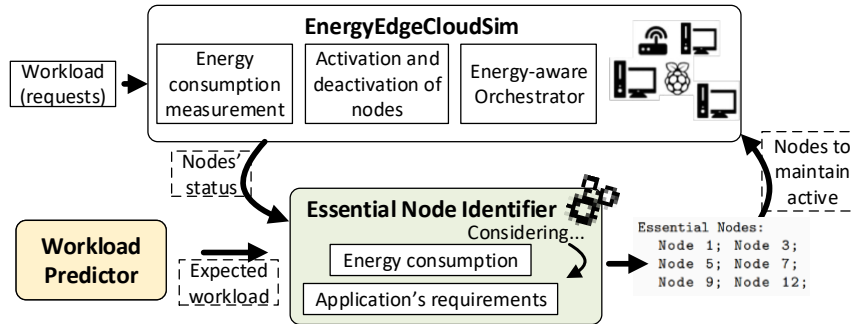 EnergyEdgeCloudSim
Workload
(requests)
Energy
consumption
measurement
Activation and
deactivation of
nodes
Energy-aware
Orchestrator
Nodes'
status
Nodes to
maintain
active
Essential Node Identifier
Considering...
Energy consumption
Application's requirements
Workload
Predictor
Expected
workload
Essential Nodes:
Node 1; Node 3;
Node 5; Node 7;
Node 9; Node 12;